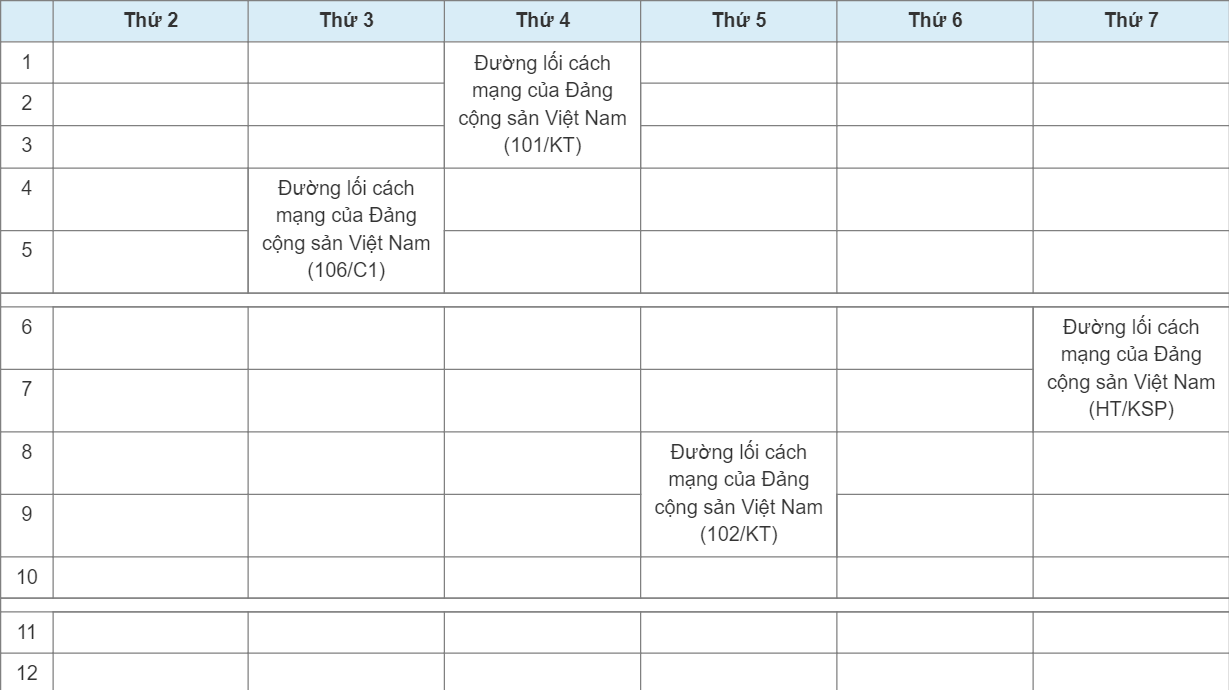 Thứ 2 Thứ 3 Thứ 4 Thứ 5 Thứ 6 Thứ 7
1
2
3
Đường lối cách
mạng của Đảng
cộng sản Việt Nam
(101/KT)
4
5
Đường lối cách
mạng của Đảng
cộng sản Việt Nam
(106/C1)
6
7
Đường lối cách
mạng của Đảng
cộng sản Việt Nam
(HT/KSP)
8
9
Đường lối cách
mạng của Đảng
cộng sản Việt Nam
(102/KT)
10
11
12